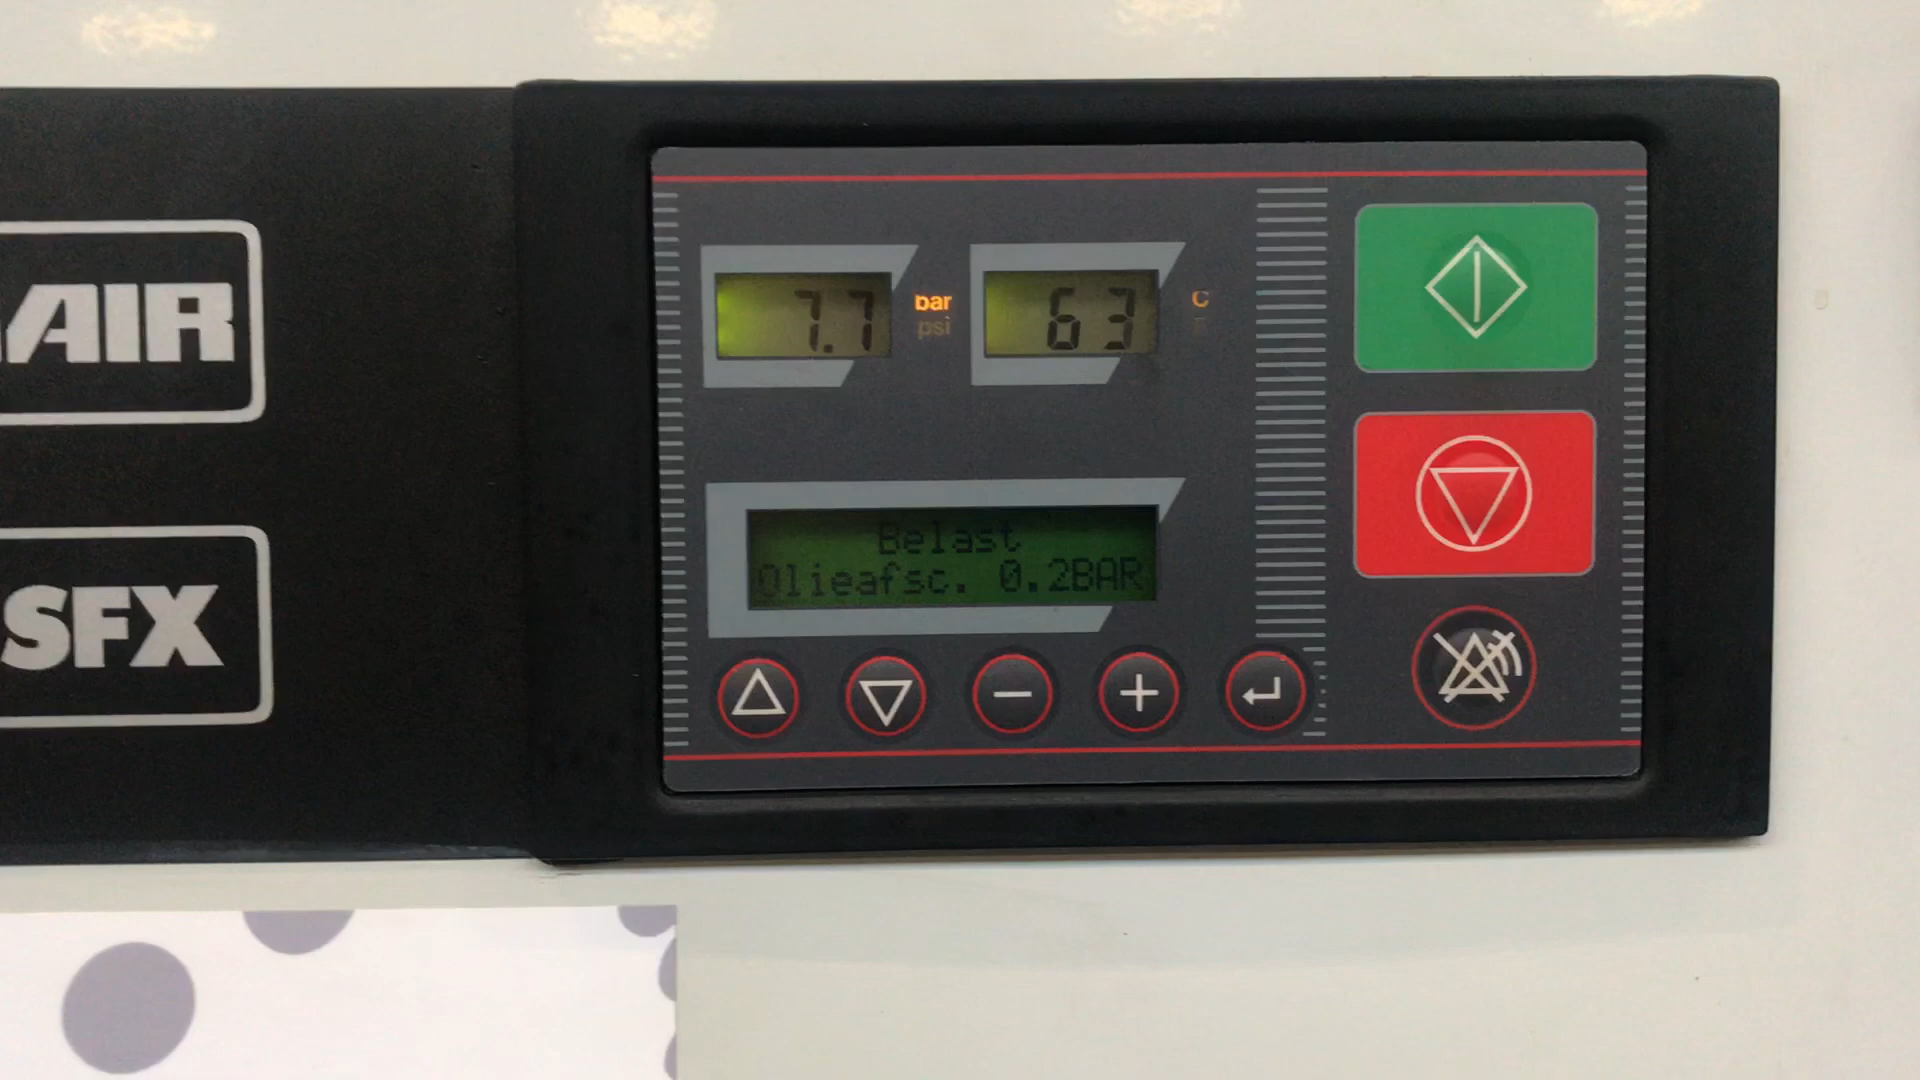 AIR
SFX
7.7 bar
psi
63 C
Belast
Olieafsc. 0.2BAR